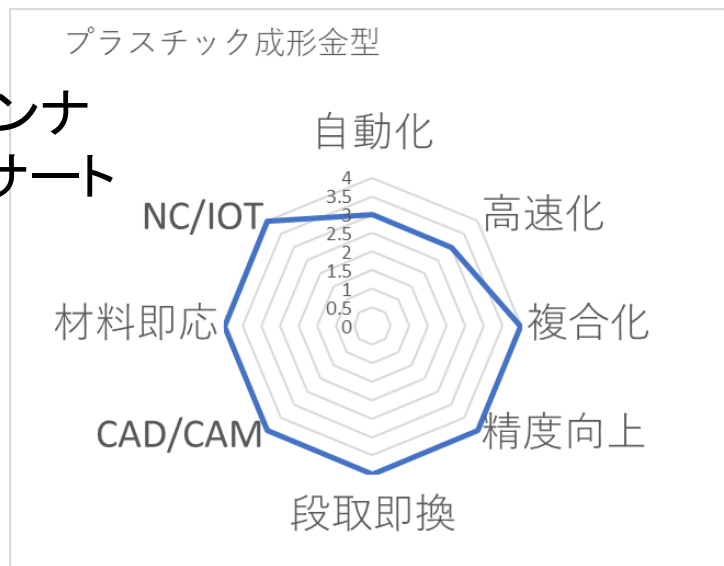 プラスチック成形金型
ンナ
サート
自動化
4
3.5
3
2.5
2
1.5
1
0.5
0
高速化
複合化
精度向上
段取即換
CAD/CAM
材料即応
NC/IOT